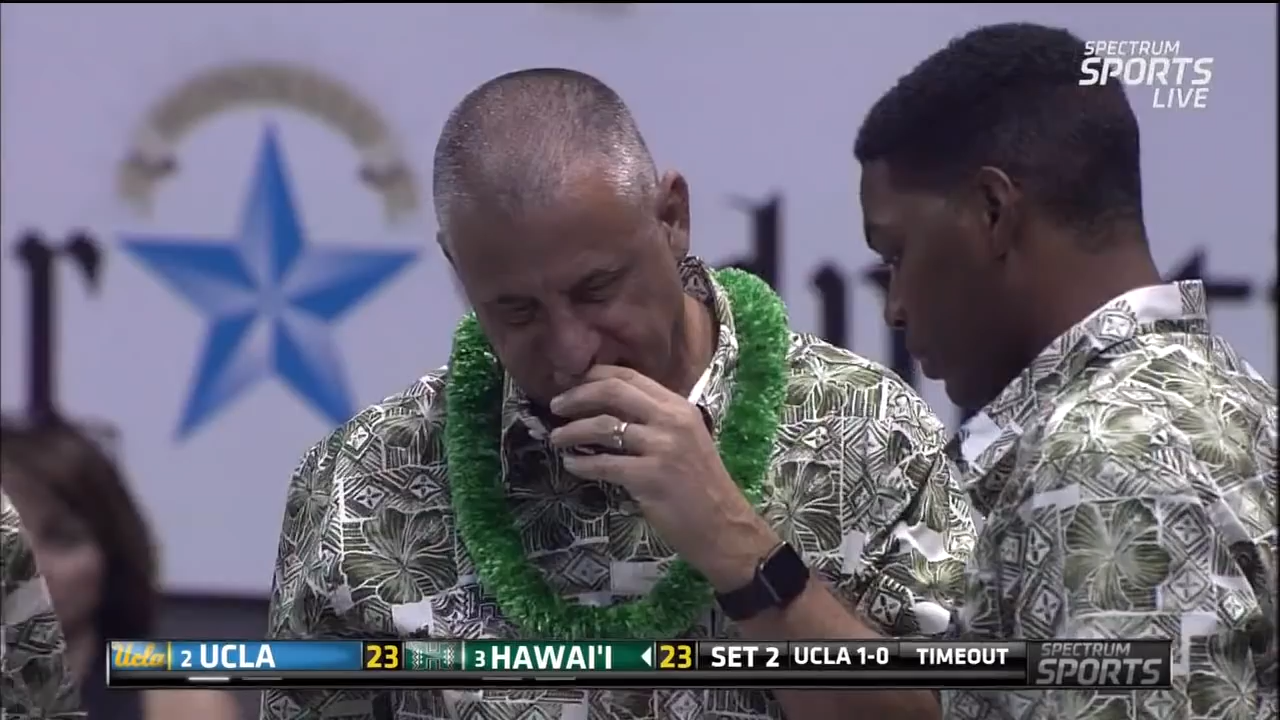 SPECTRUM
SPORTS
LIVE
Ucla 2 UCLA 23 H 3 HAWAI'I 23 SET 2 UCLA 1-0 TIMEOUT SPECTRUM SPORTS